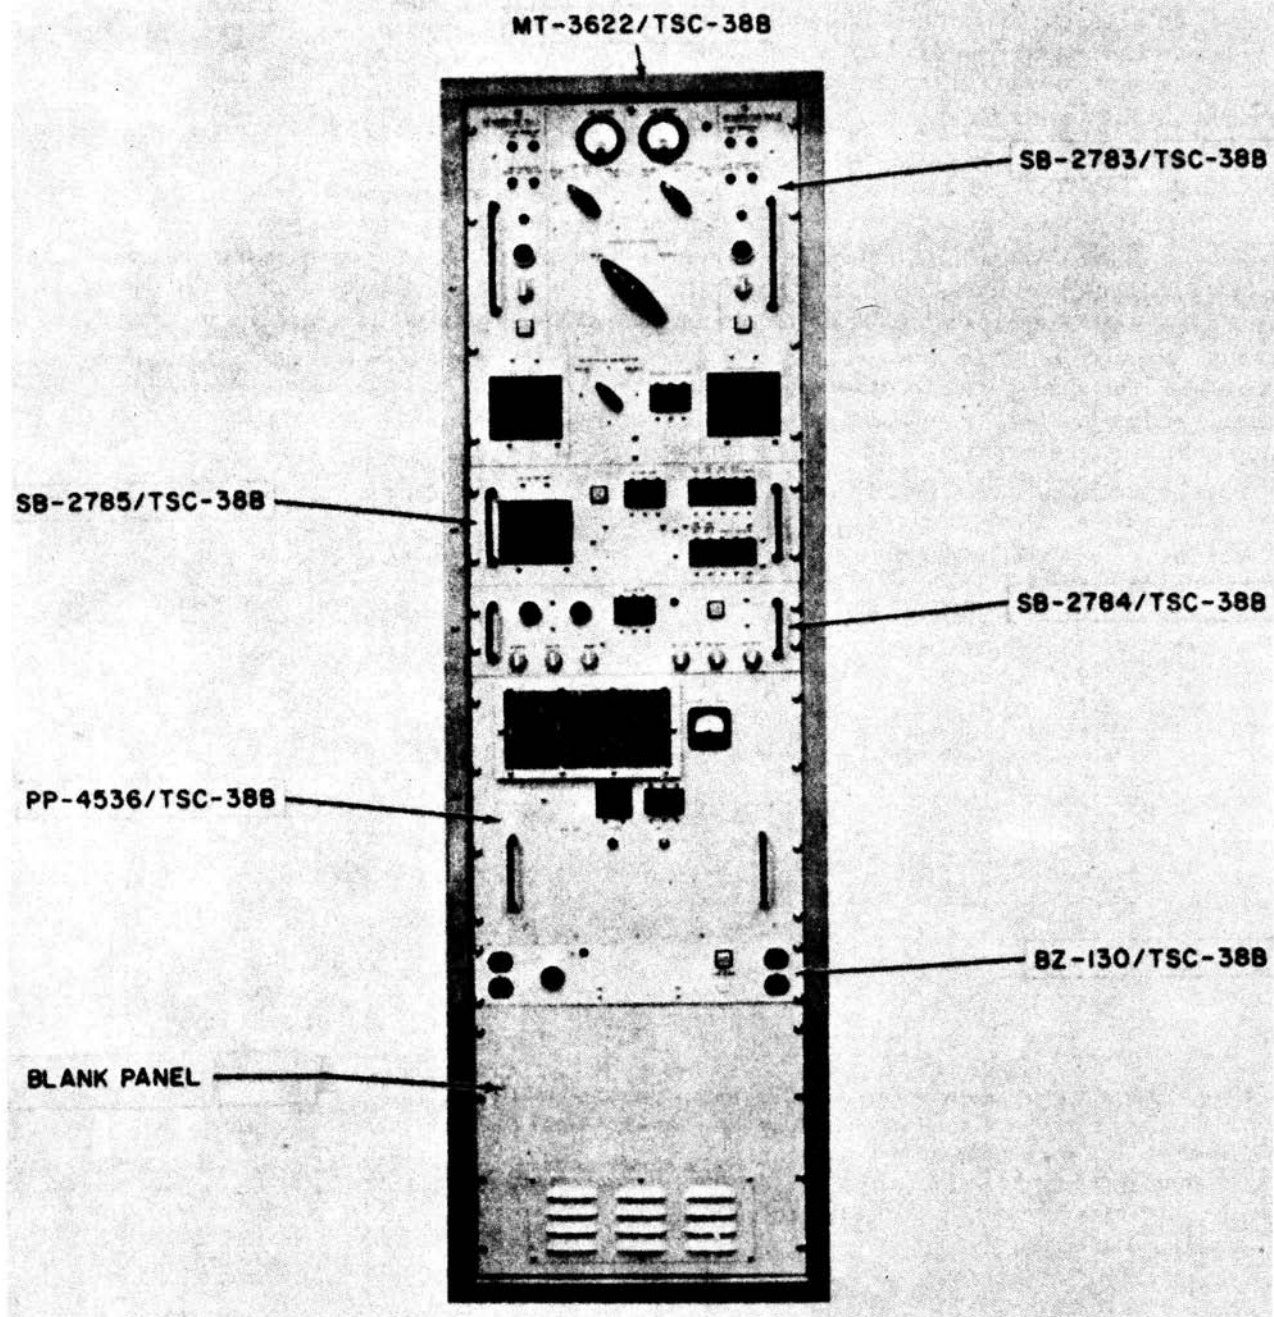 MT-3622/TSC-38B
SB-2783/TSC-38B
SB-2785/TSC-38B
SB-2784/TSC-38B
PP-4536/TSC-38B
BZ-130/TSC-38B
BLANK PANEL